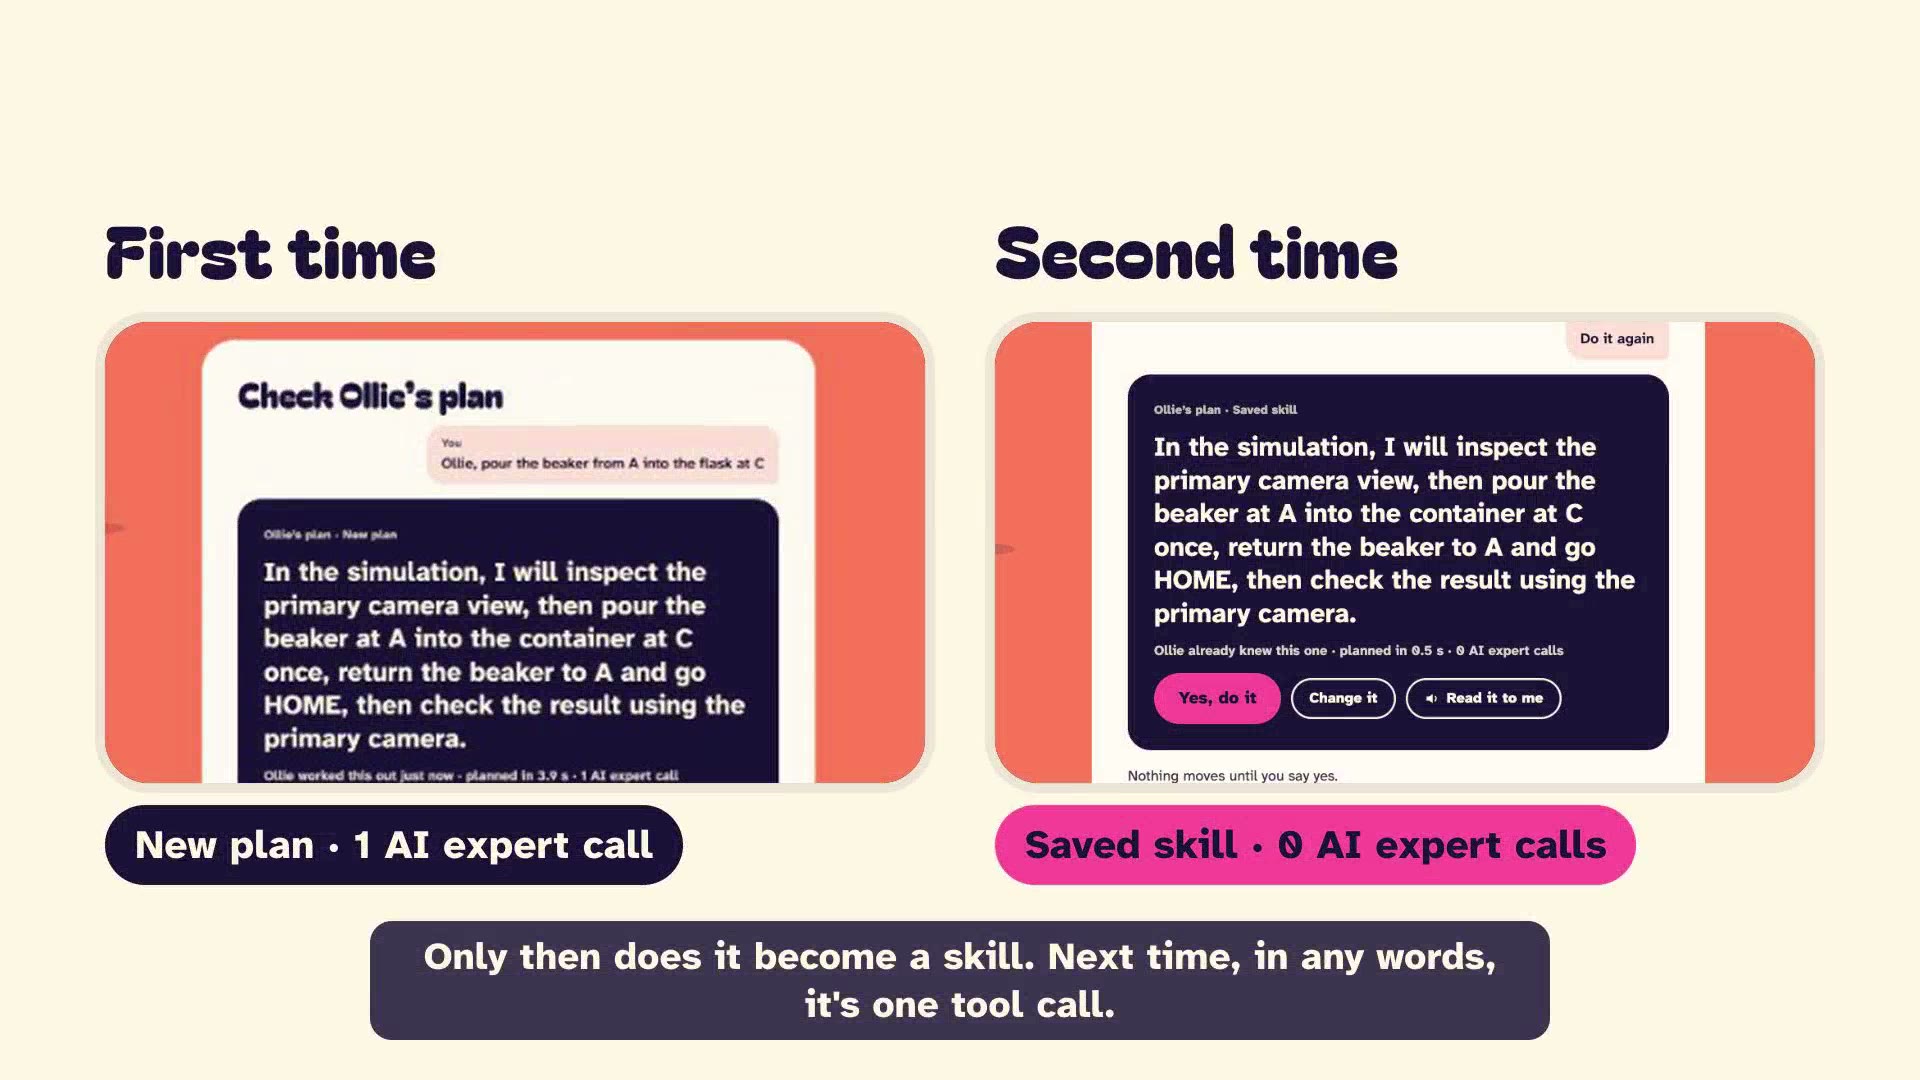 First time
Check Ollie's plan
You
Ollie, pour the beaker from A into the flask at C
Ollie's plan · New plan
In the simulation, I will inspect the
primary camera view, then pour the
beaker at A into the container at C
once, return the beaker to A and go
HOME, then check the result using the
primary camera.
Ollie worked this out just now · planned in 3.9 s · 1 AI expert call
New plan · 1 AI expert call
Second time
Do it again
Ollie's plan · Saved skill
In the simulation, I will inspect the
primary camera view, then pour the
beaker at A into the container at C
once, return the beaker to A and go
HOME, then check the result using the
primary camera.
Ollie already knew this one · planned in 0.5 s · 0 AI expert calls
Yes, do it
Change it
Read it to me
Nothing moves until you say yes.
Saved skill · 0 AI expert calls
Only then does it become a skill. Next time, in any words,
it's one tool call.